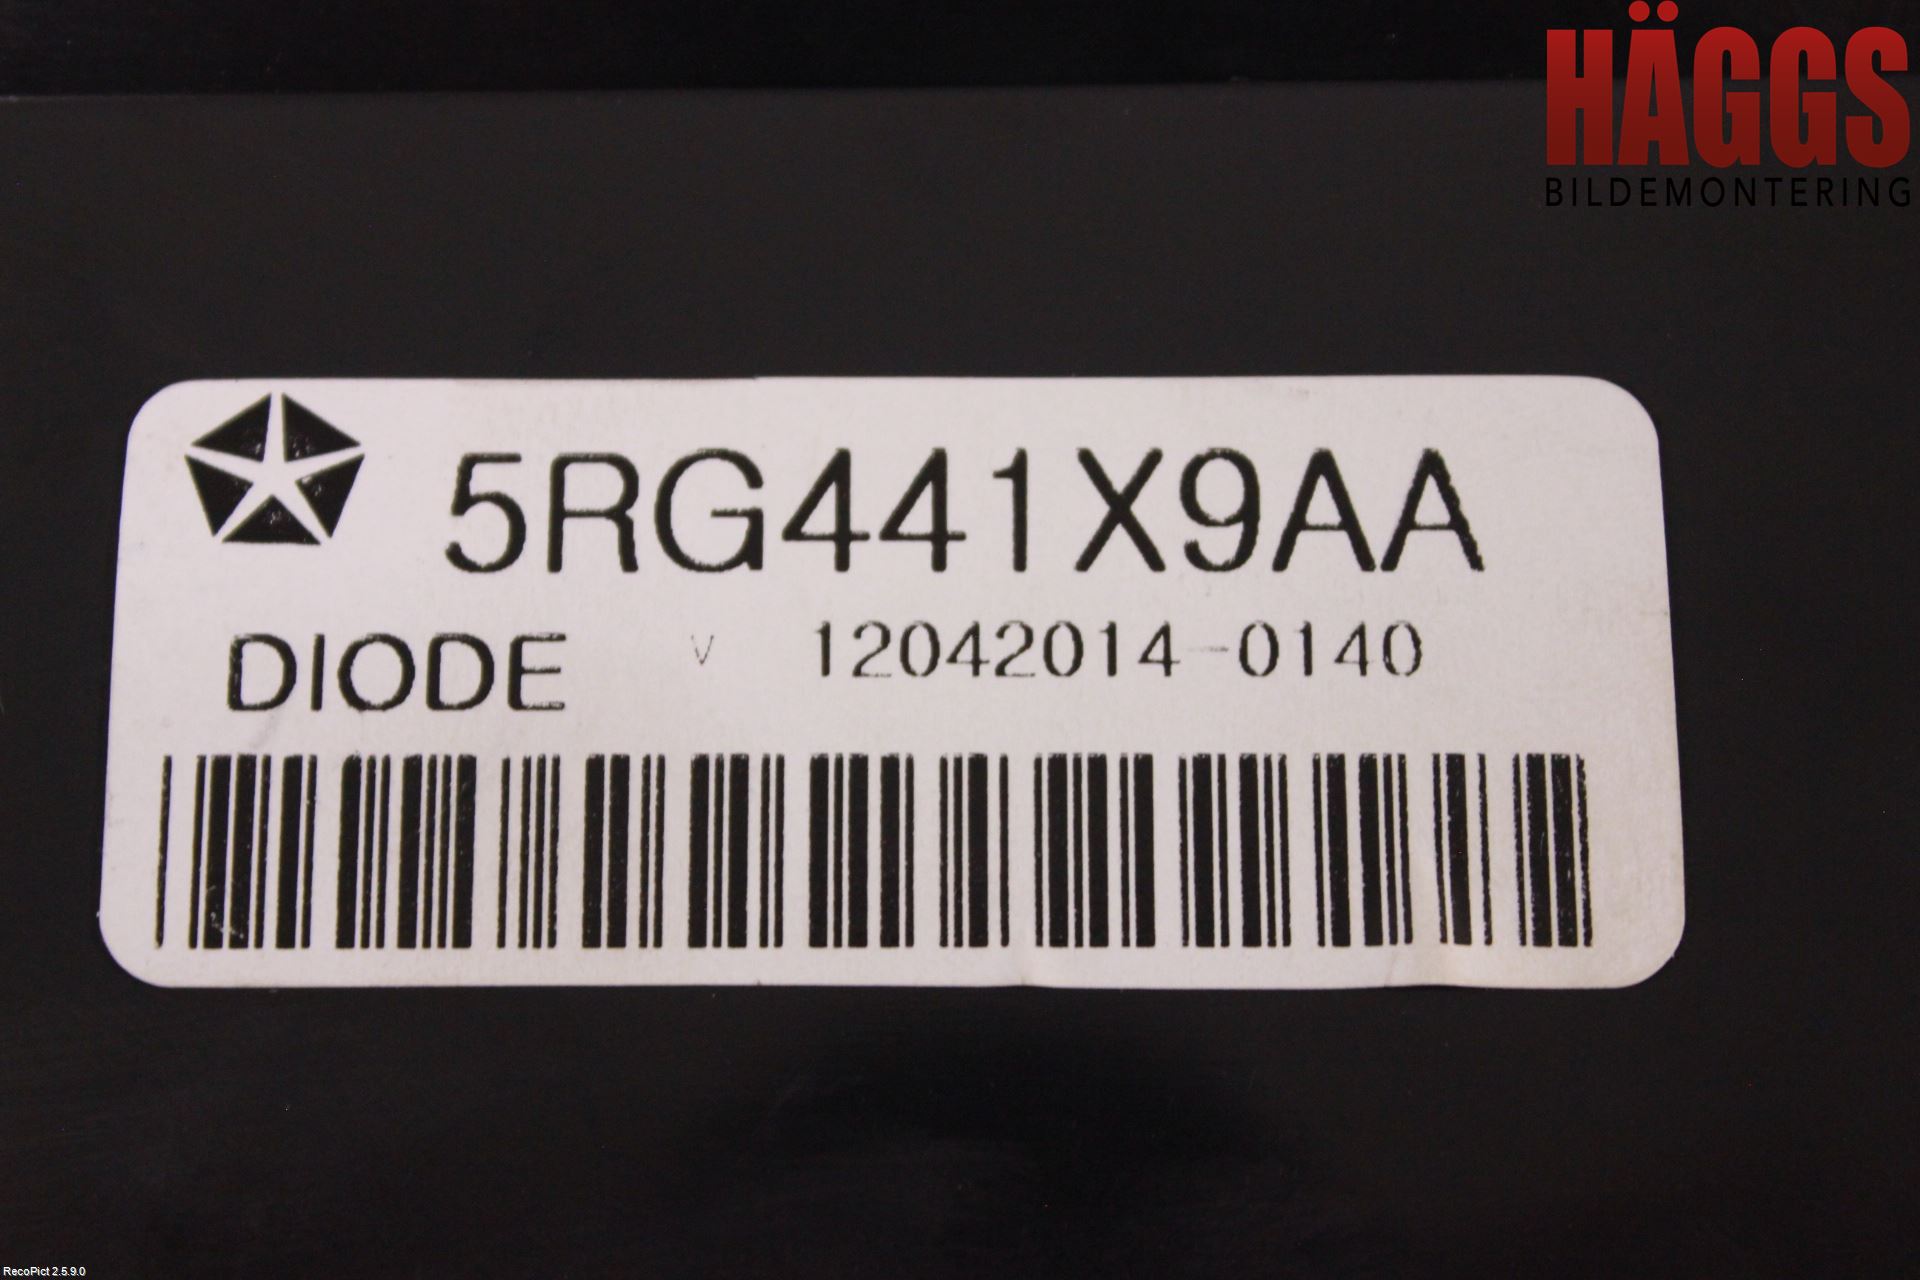 HÄGGS
BILDEMONTERING
5RG441X9AA
DIODE V 12042014-0140
RecoPict 2.5.9.0